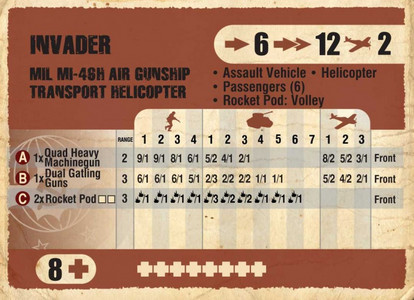 INVADER
6 12 2
MIL MI-46H AIR GUNSHIP
TRANSPORT HELICOPTER
• Assault Vehicle • Helicopter
• Passengers (6)
• Rocket Pod: Volley
RANGE 1 2 3 4 1 2 3 4 5 6 7 1 2 3
A 1x Quad Heavy Machinegun 2 9/1 9/1 8/1 6/1 5/2 4/1 2/1 8/2 5/2 3/1 Front
B 1x Dual Gatling Guns 3 6/1 6/1 6/1 5/1 2/3 2/2 2/2 1/1 1/1 5/2 4/2 2/1 Front
C 2x Rocket Pod 3 /1 /1 /1 /1 /3 /2 /2 /1 /1 /1 Front
8